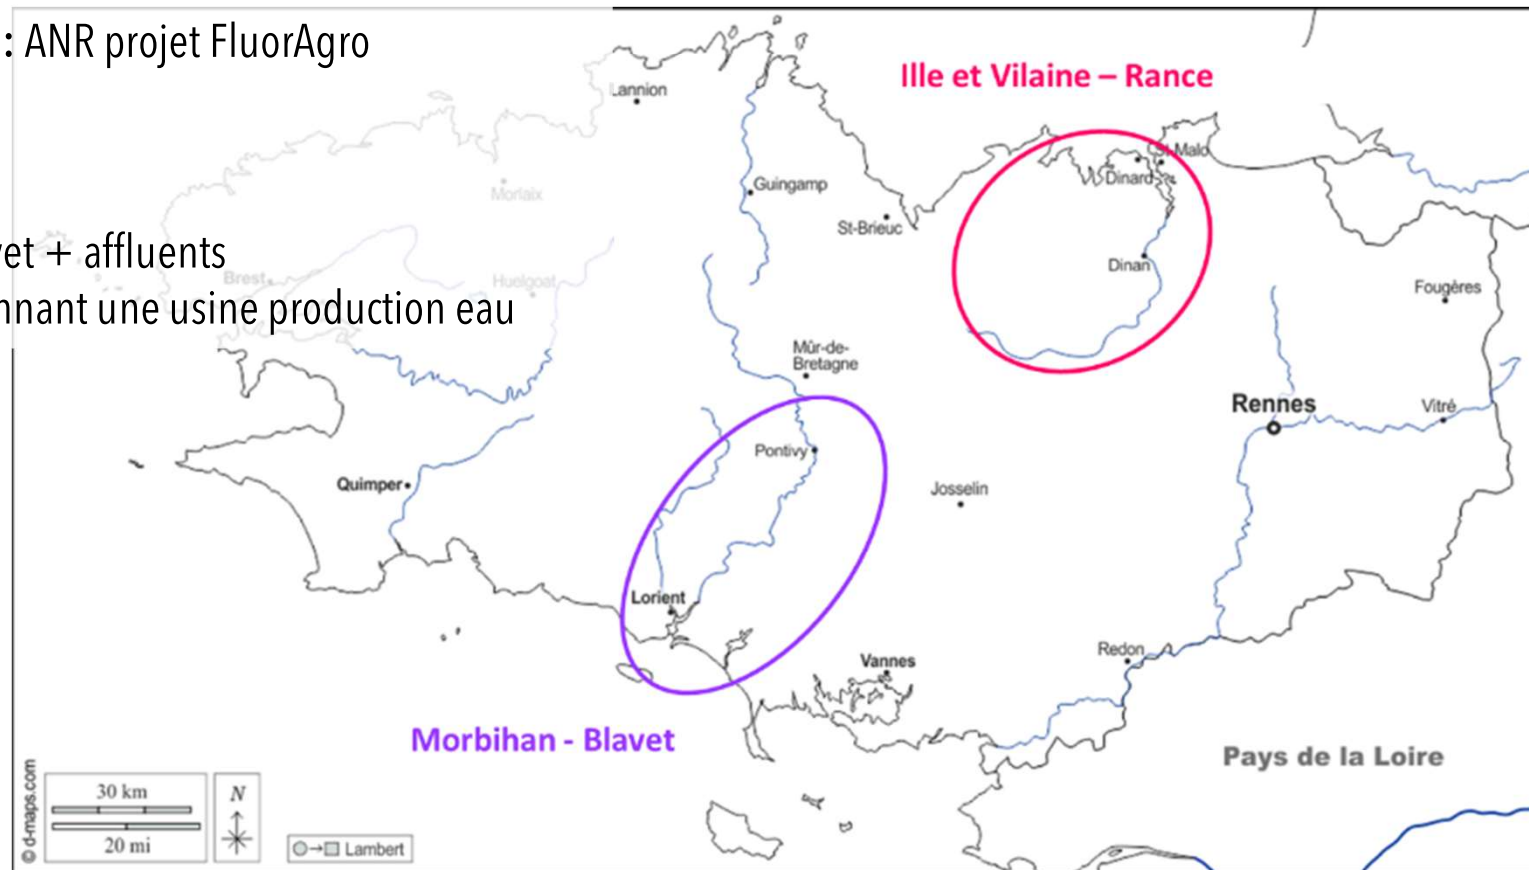 : ANR projet FluorAgro
Ille et Vilaine – Rance
Lannion
St-Malo
Dinard
Morlaix
Guingamp
St-Brieuc
vet + affluents
Dinan
Brest
Huelgoat
Fougères
nnant une usine production eau
Mûr-de-
Bretagne
Rennes
Vitré
Pontivy
Quimper
Josselin
Lorient
Redon
Vannes
Morbihan - Blavet
Pays de la Loire
© d-maps.com
30 km
20 mi
N
Lambert